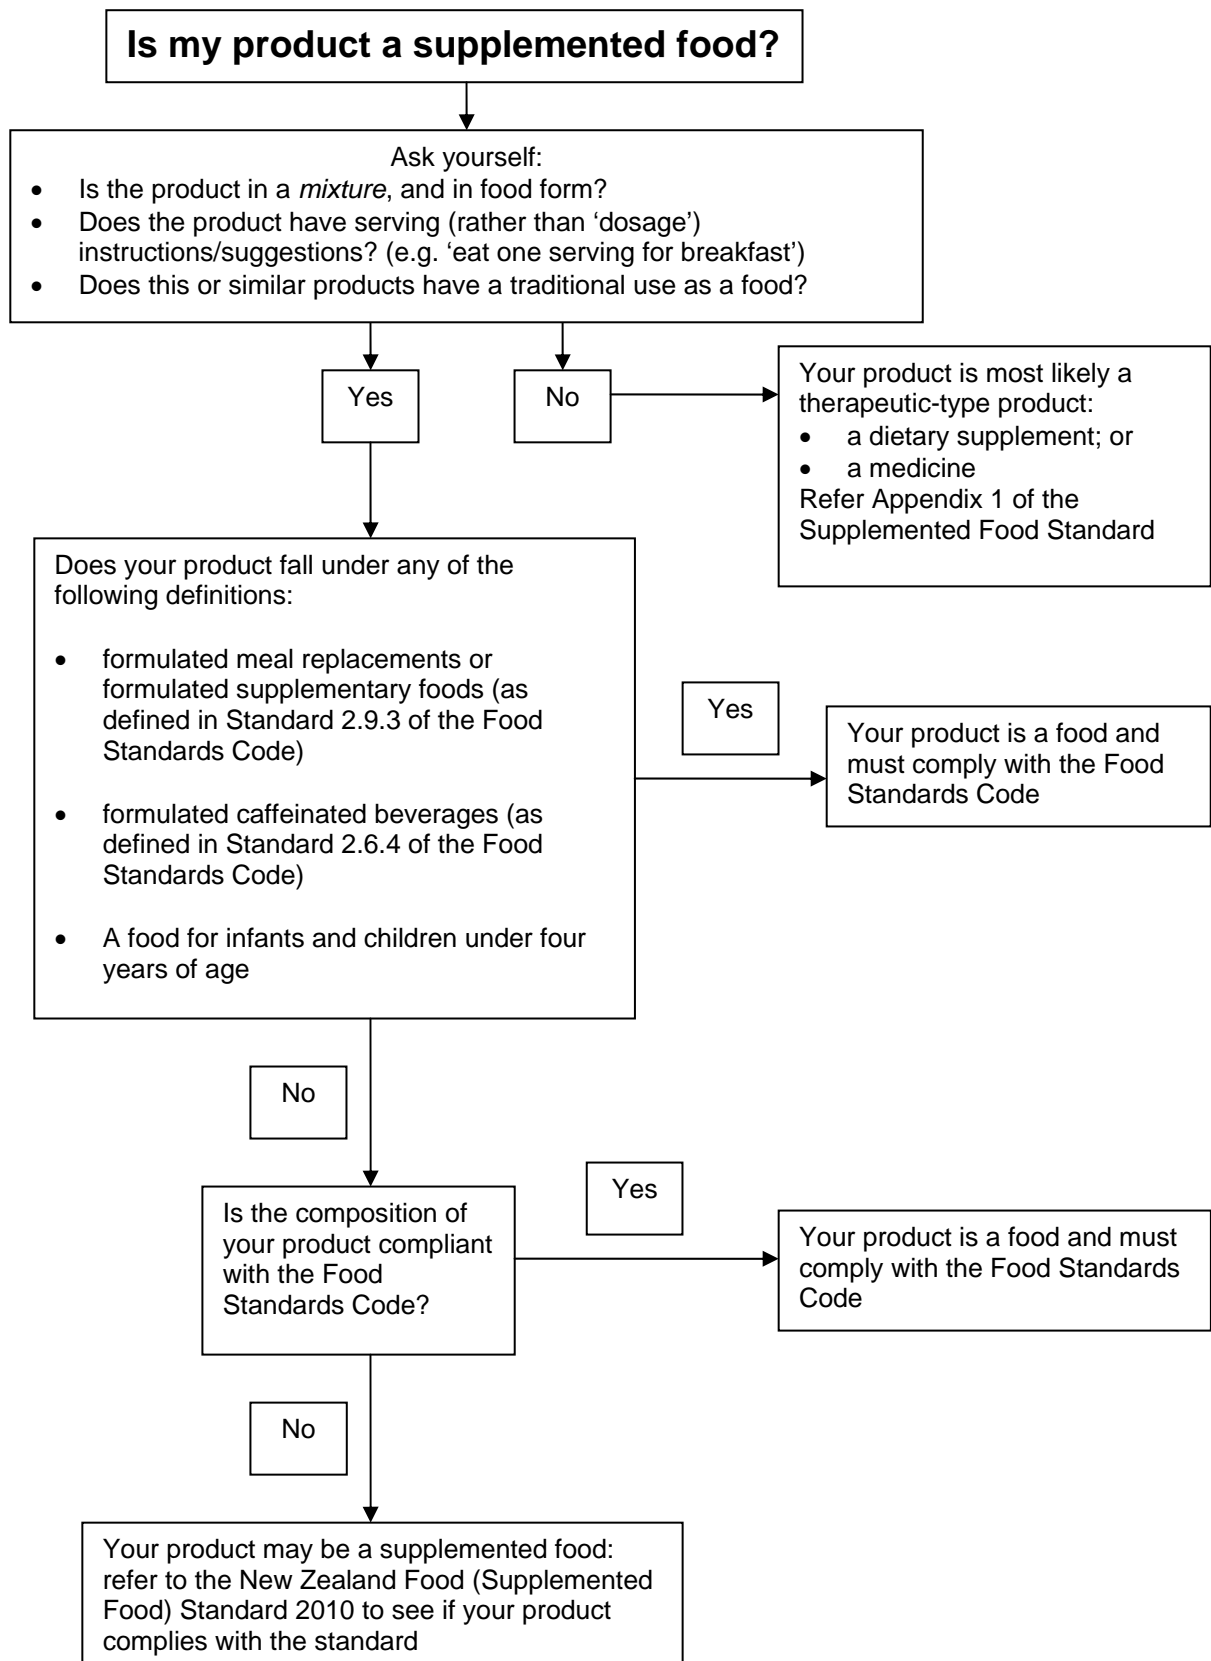 Is my product a supplemented food?
Ask yourself:
• Is the product in a mixture, and in food form?
• Does the product have serving (rather than ‘dosage’)
instructions/suggestions? (e.g. ‘eat one serving for breakfast’)
• Does this or similar products have a traditional use as a food?
Yes
No
Your product is most likely a
therapeutic-type product:
• a dietary supplement; or
• a medicine
Refer Appendix 1 of the
Supplemented Food Standard
Does your product fall under any of the
following definitions:
• formulated meal replacements or
formulated supplementary foods (as
defined in Standard 2.9.3 of the Food
Standards Code)
• formulated caffeinated beverages (as
defined in Standard 2.6.4 of the Food
Standards Code)
• A food for infants and children under four
years of age
Yes
Your product is a food and
must comply with the Food
Standards Code
No
Is the composition of
your product compliant
with the Food
Standards Code?
Yes
Your product is a food and must
comply with the Food Standards
Code
No
Your product may be a supplemented food:
refer to the New Zealand Food (Supplemented
Food) Standard 2010 to see if your product
complies with the standard